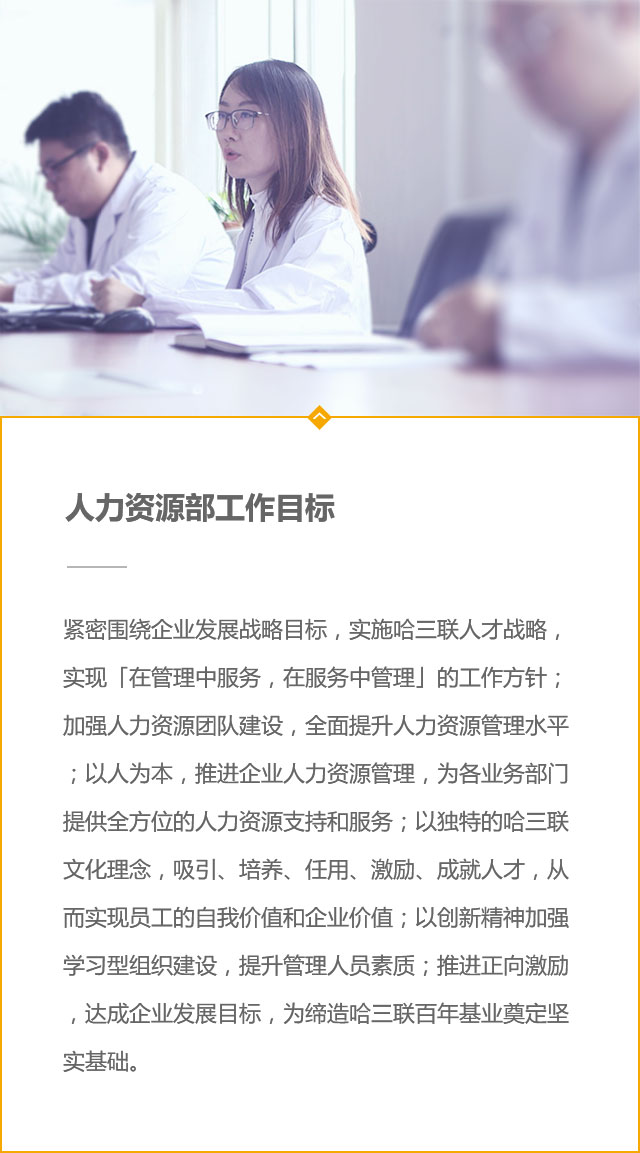 人力资源部工作目标
紧密围绕企业发展战略目标，实施哈三联人才战略，
实现「在管理中服务，在服务中管理」的工作方针；
加强人力资源团队建设，全面提升人力资源管理水平
；以人为本，推进企业人力资源管理，为各业务部门
提供全方位的人力资源支持和服务；以独特的哈三联
文化理念，吸引、培养、任用、激励、成就人才，从
而实现员工的自我价值和企业价值；以创新精神加强
学习型组织建设，提升管理人员素质；推进正向激励
，达成企业发展目标，为缔造哈三联百年基业奠定坚
实基础。